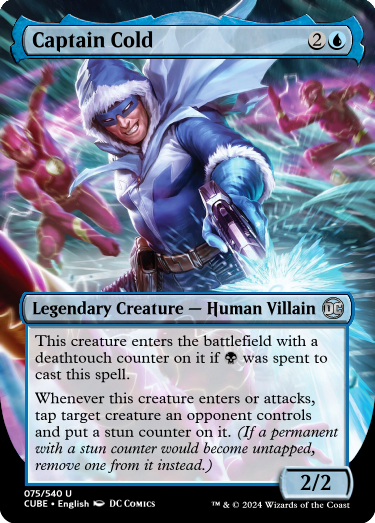 Captain Cold 2
Legendary Creature — Human Villain DC
This creature enters the battlefield with a
deathtouch counter on it if was spent to
cast this spell.
Whenever this creature enters or attacks,
tap target creature an opponent controls
and put a stun counter on it. (If a permanent
with a stun counter would become untapped,
remove one from it instead.)
2/2
075/540 U
CUBE • English DC COMICS
™ & © 2024 Wizards of the Coast